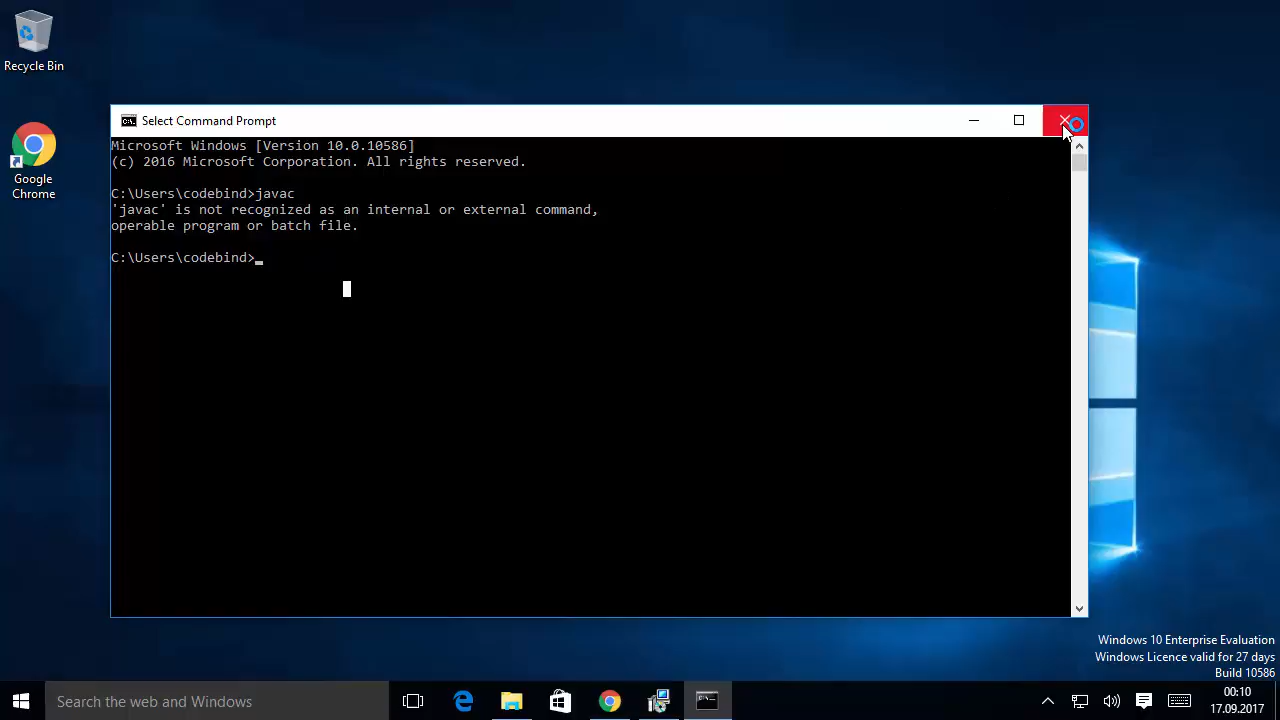 Recycle Bin
Google
Chrome
Select Command Prompt
Microsoft Windows [Version 10.0.10586]
(c) 2016 Microsoft Corporation. All rights reserved.
C:\Users\codebind>javac
'javac' is not recognized as an internal or external command,
operable program or batch file.
C:\Users\codebind>
Windows 10 Enterprise Evaluation
Windows Licence valid for 27 days
Build 10586
Search the web and Windows
00:10
17.09.2017